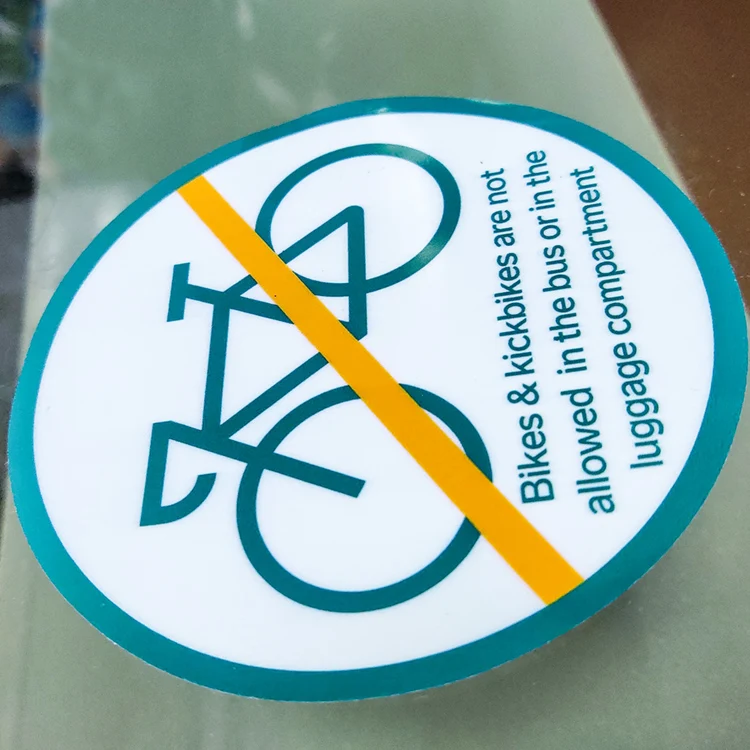 Bikes & kickbikes are not
allowed in the bus or in the
luggage compartment